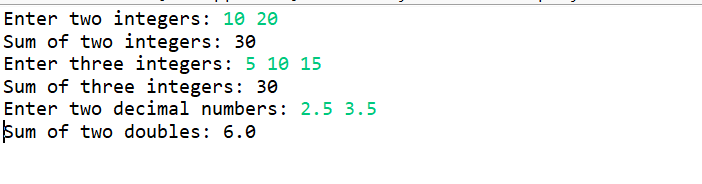 Enter two integers: 10 20
Sum of two integers: 30
Enter three integers: 5 10 15
Sum of three integers: 30
Enter two decimal numbers: 2.5 3.5
Sum of two doubles: 6.0